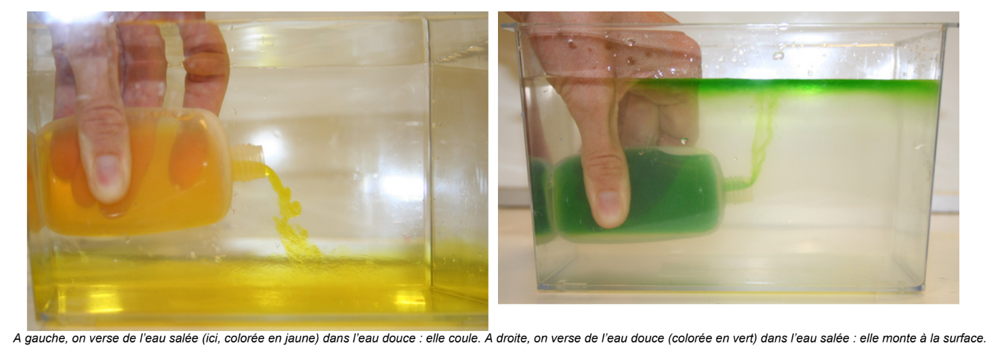 A gauche, on verse de l'eau salée (ici, colorée en jaune) dans l'eau douce : elle coule. A droite, on verse de l'eau douce (colorée en vert) dans l'eau salée : elle monte à la surface.